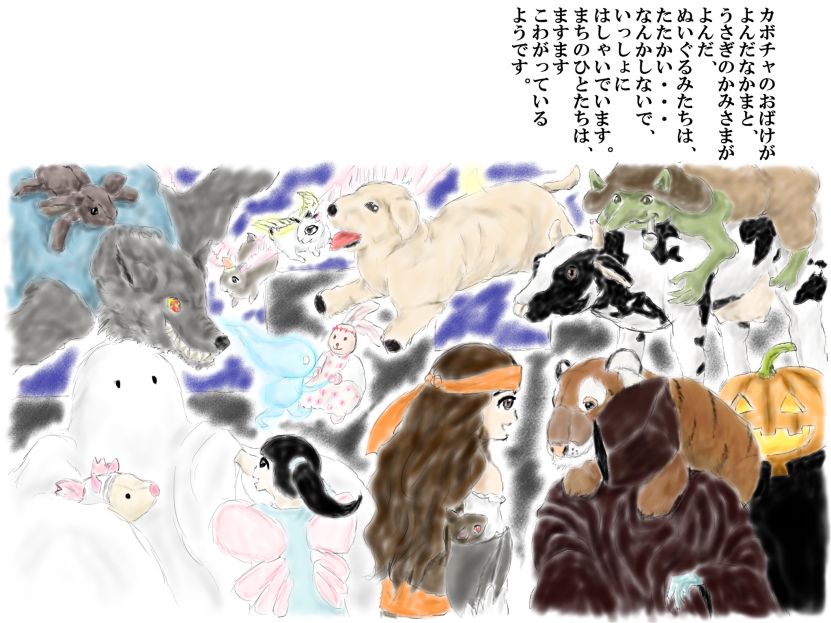 カボチャのおばけが
よんだなかまと、
うさぎのかみさまが
よんだ、
ぬいぐるみたちは、
たたかい・・・
なんかしないで、
いっしょに
はしゃいでいます。
まちのひとたちは、
ますます
こわがっている
ようです。